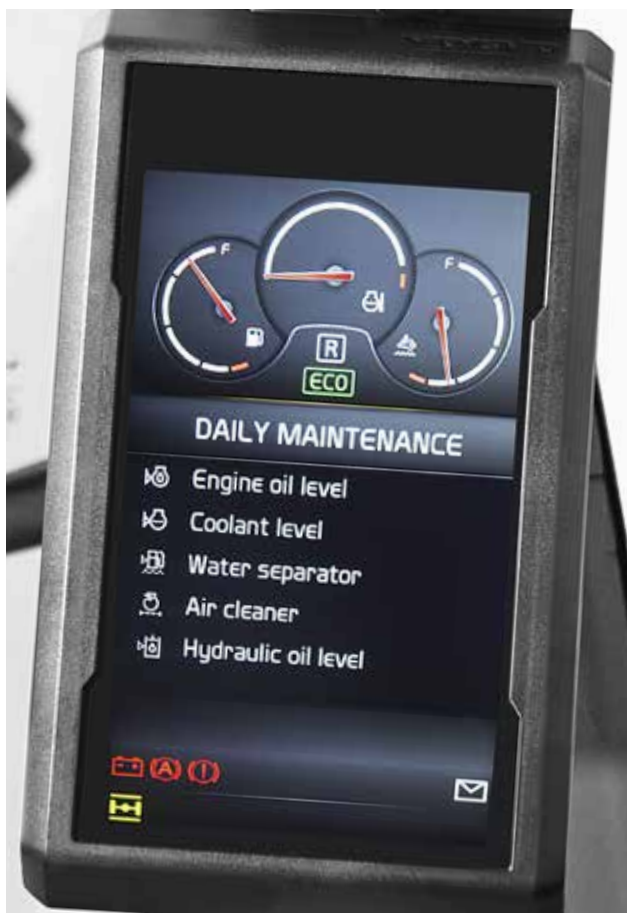 F
F
R
ECO
DAILY MAINTENANCE
Engine oil level
Coolant level
Water separator
Air cleaner
Hydraulic oil level
A
!